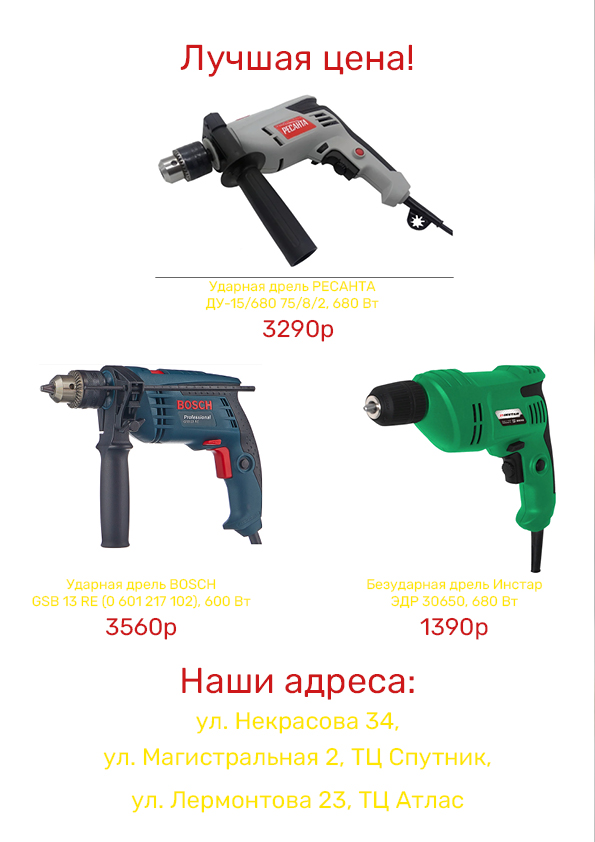 Лучшая цена!
РЕСАНТА
Ударная дрель РЕСАНТА
ДУ-15/680 75/8/2, 680 Вт
3290р
BOSCH
Professional
Ударная дрель BOSCH
GSB 13 RE (0 601 217 102), 600 Вт
3560р
Безударная дрель Инстар
ЭДР 30650, 680 Вт
1390р
Наши адреса:
ул. Некрасова 34,
ул. Магистральная 2, ТЦ Спутник,
ул. Лермонтова 23, ТЦ Атлас